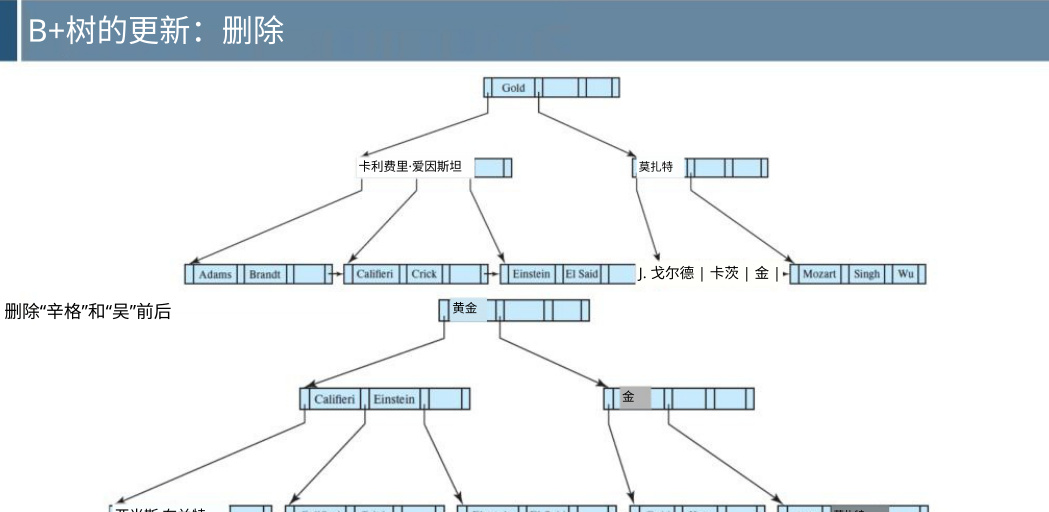 B+树的更新：删除
Gold
卡利费里·爱因斯坦
莫扎特
Adams Brandt Califieri Crick Einstein El Said J. 戈尔德 | 卡茨 | 金 | Mozart Singh Wu
删除“辛格”和“吴”前后
黄金
Califieri Einstein
金